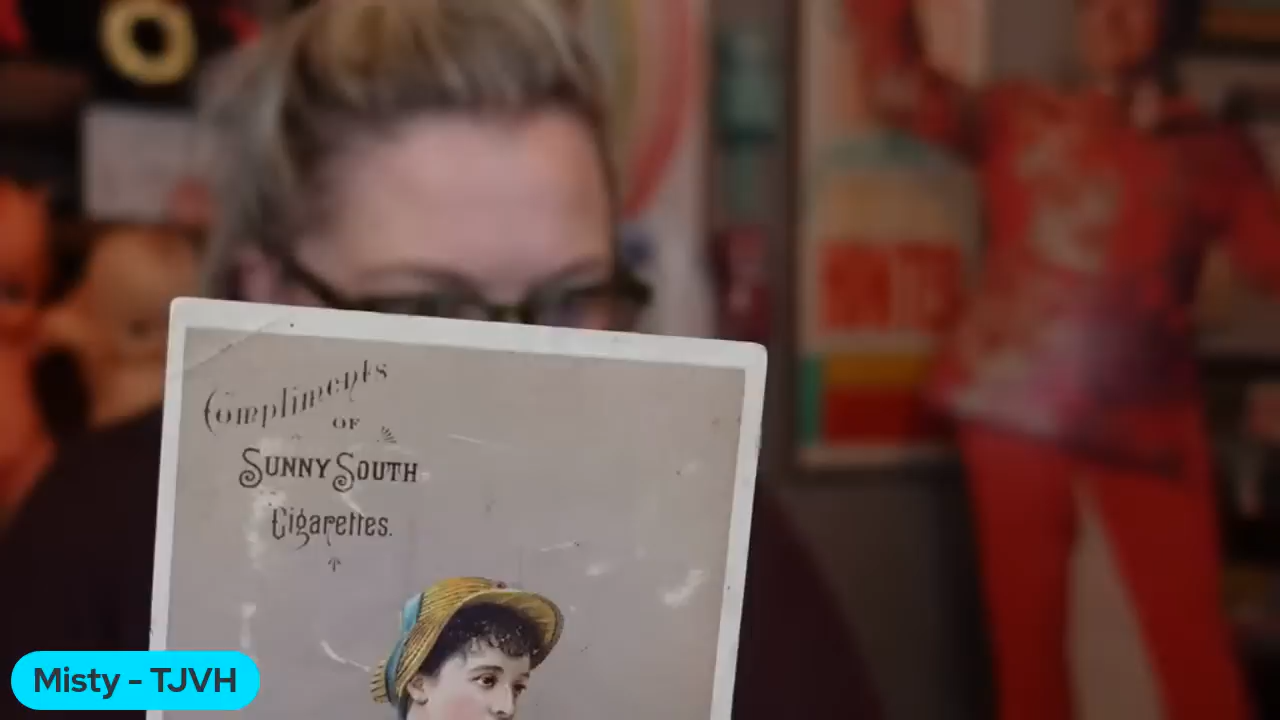 Compliments
OF
SUNNY SOUTH
Cigarettes.
Misty - TJVH